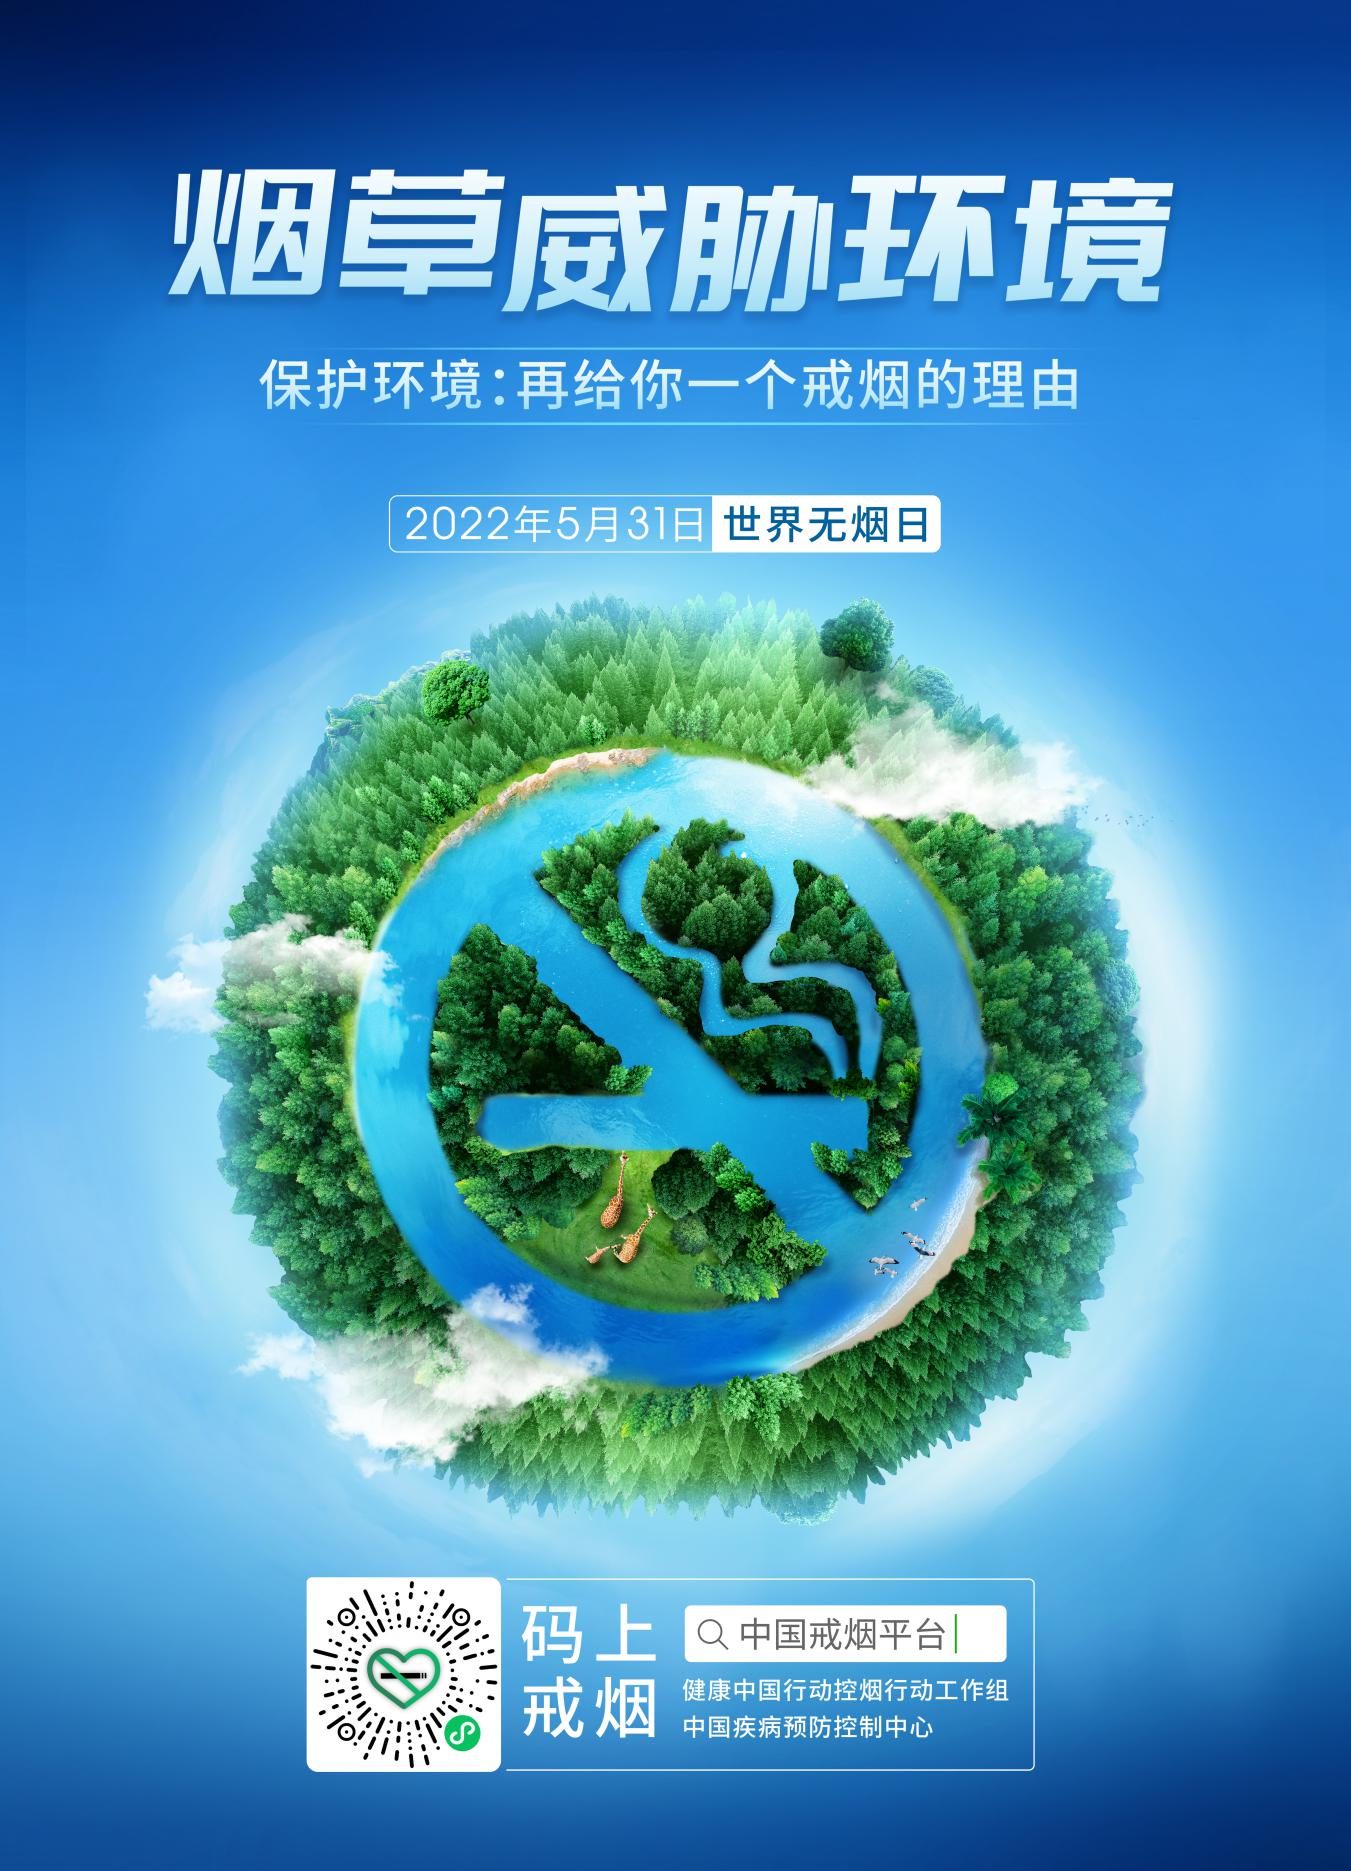 烟草威胁环境
保护环境：再给你一个戒烟的理由
2022年5月31日 世界无烟日
码上
戒烟
中国戒烟平台
健康中国行动控烟行动工作组
中国疾病预防控制中心